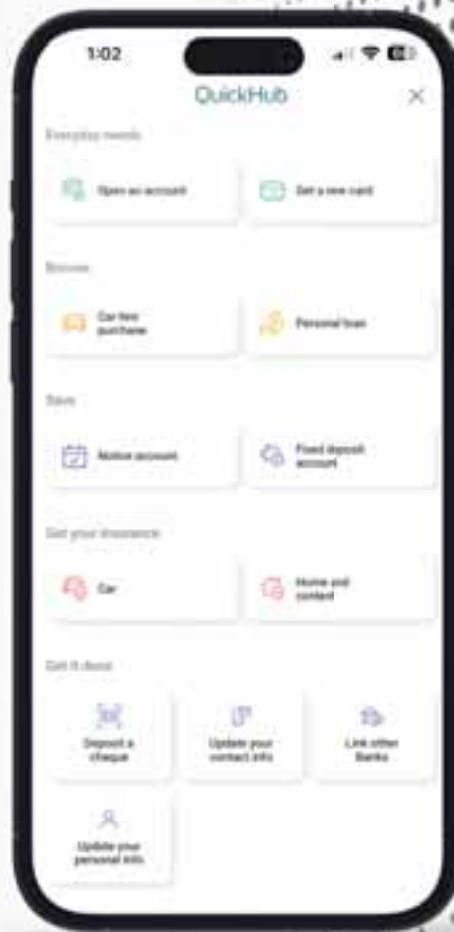 1:02
QuickHub
Everyday needs
Open an account
Get a new card
Borrow
Car hire
purchase
Personal loan
Save
Notice account
Fixed deposit
account
Get your insurance
Car
Home and
content
Get it done
Deposit a
cheque
Update your
contact info
Link other
Banks
Update your
personal info